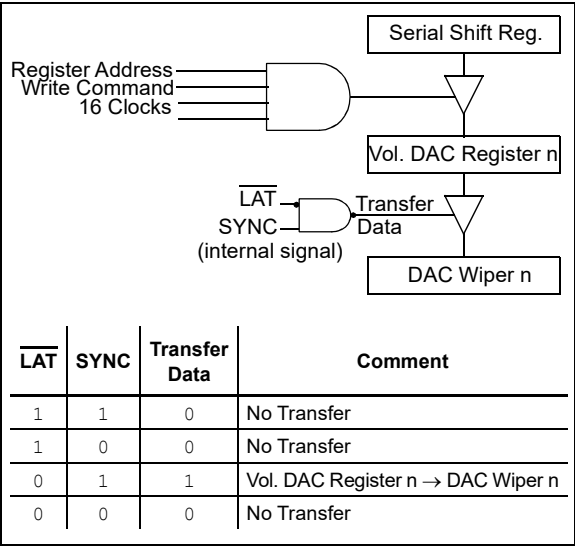 Serial Shift Reg.
Register Address
Write Command
16 Clocks
Vol. DAC Register n
LAT
SYNC
(internal signal)
Transfer
Data
DAC Wiper n
LAT SYNC Transfer Data Comment
1 1 0 No Transfer
1 0 0 No Transfer
0 1 1 Vol. DAC Register n → DAC Wiper n
0 0 0 No Transfer